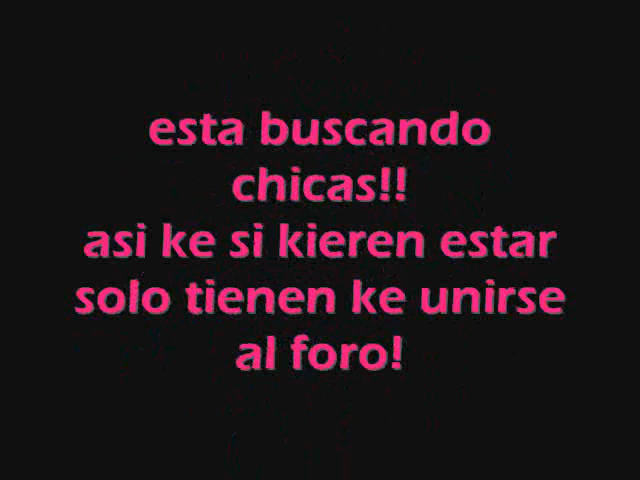 esta buscando
chicas!!
asi ke si kieren estar
solo tienen ke unirse
al foro!